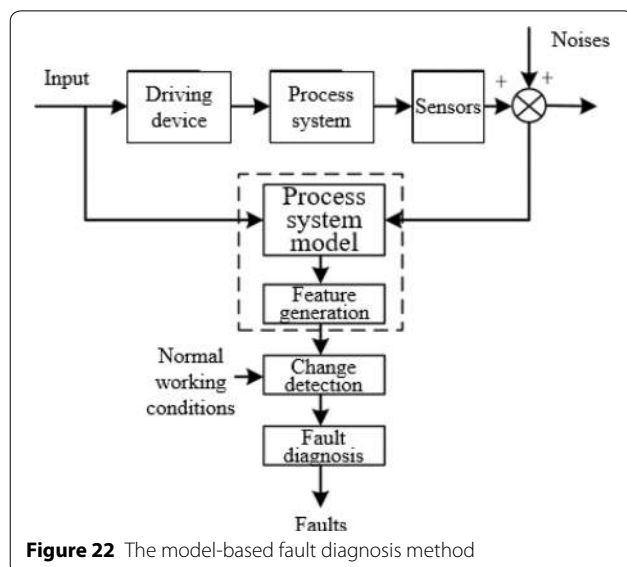 Noises
Input
+
+
Driving
device
Process
system
Sensors
Process
system
model
Feature
generation
Normal
working
conditions
Change
detection
Fault
diagnosis
Faults
Figure 22 The model-based fault diagnosis method